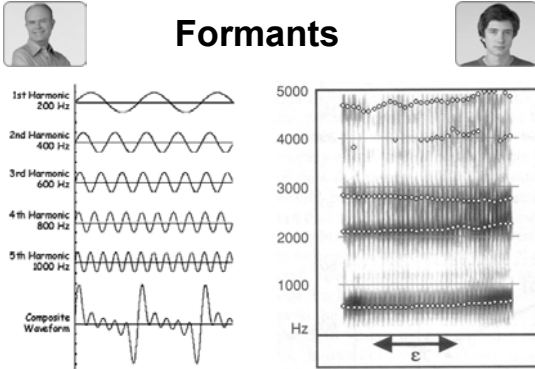 Formants
1st Harmonic
200 Hz
2nd Harmonic
400 Hz
3rd Harmonic
600 Hz
4th Harmonic
800 Hz
5th Harmonic
1000 Hz
Composite
Waveform
5000
4000
3000
2000
1000
Hz
ε